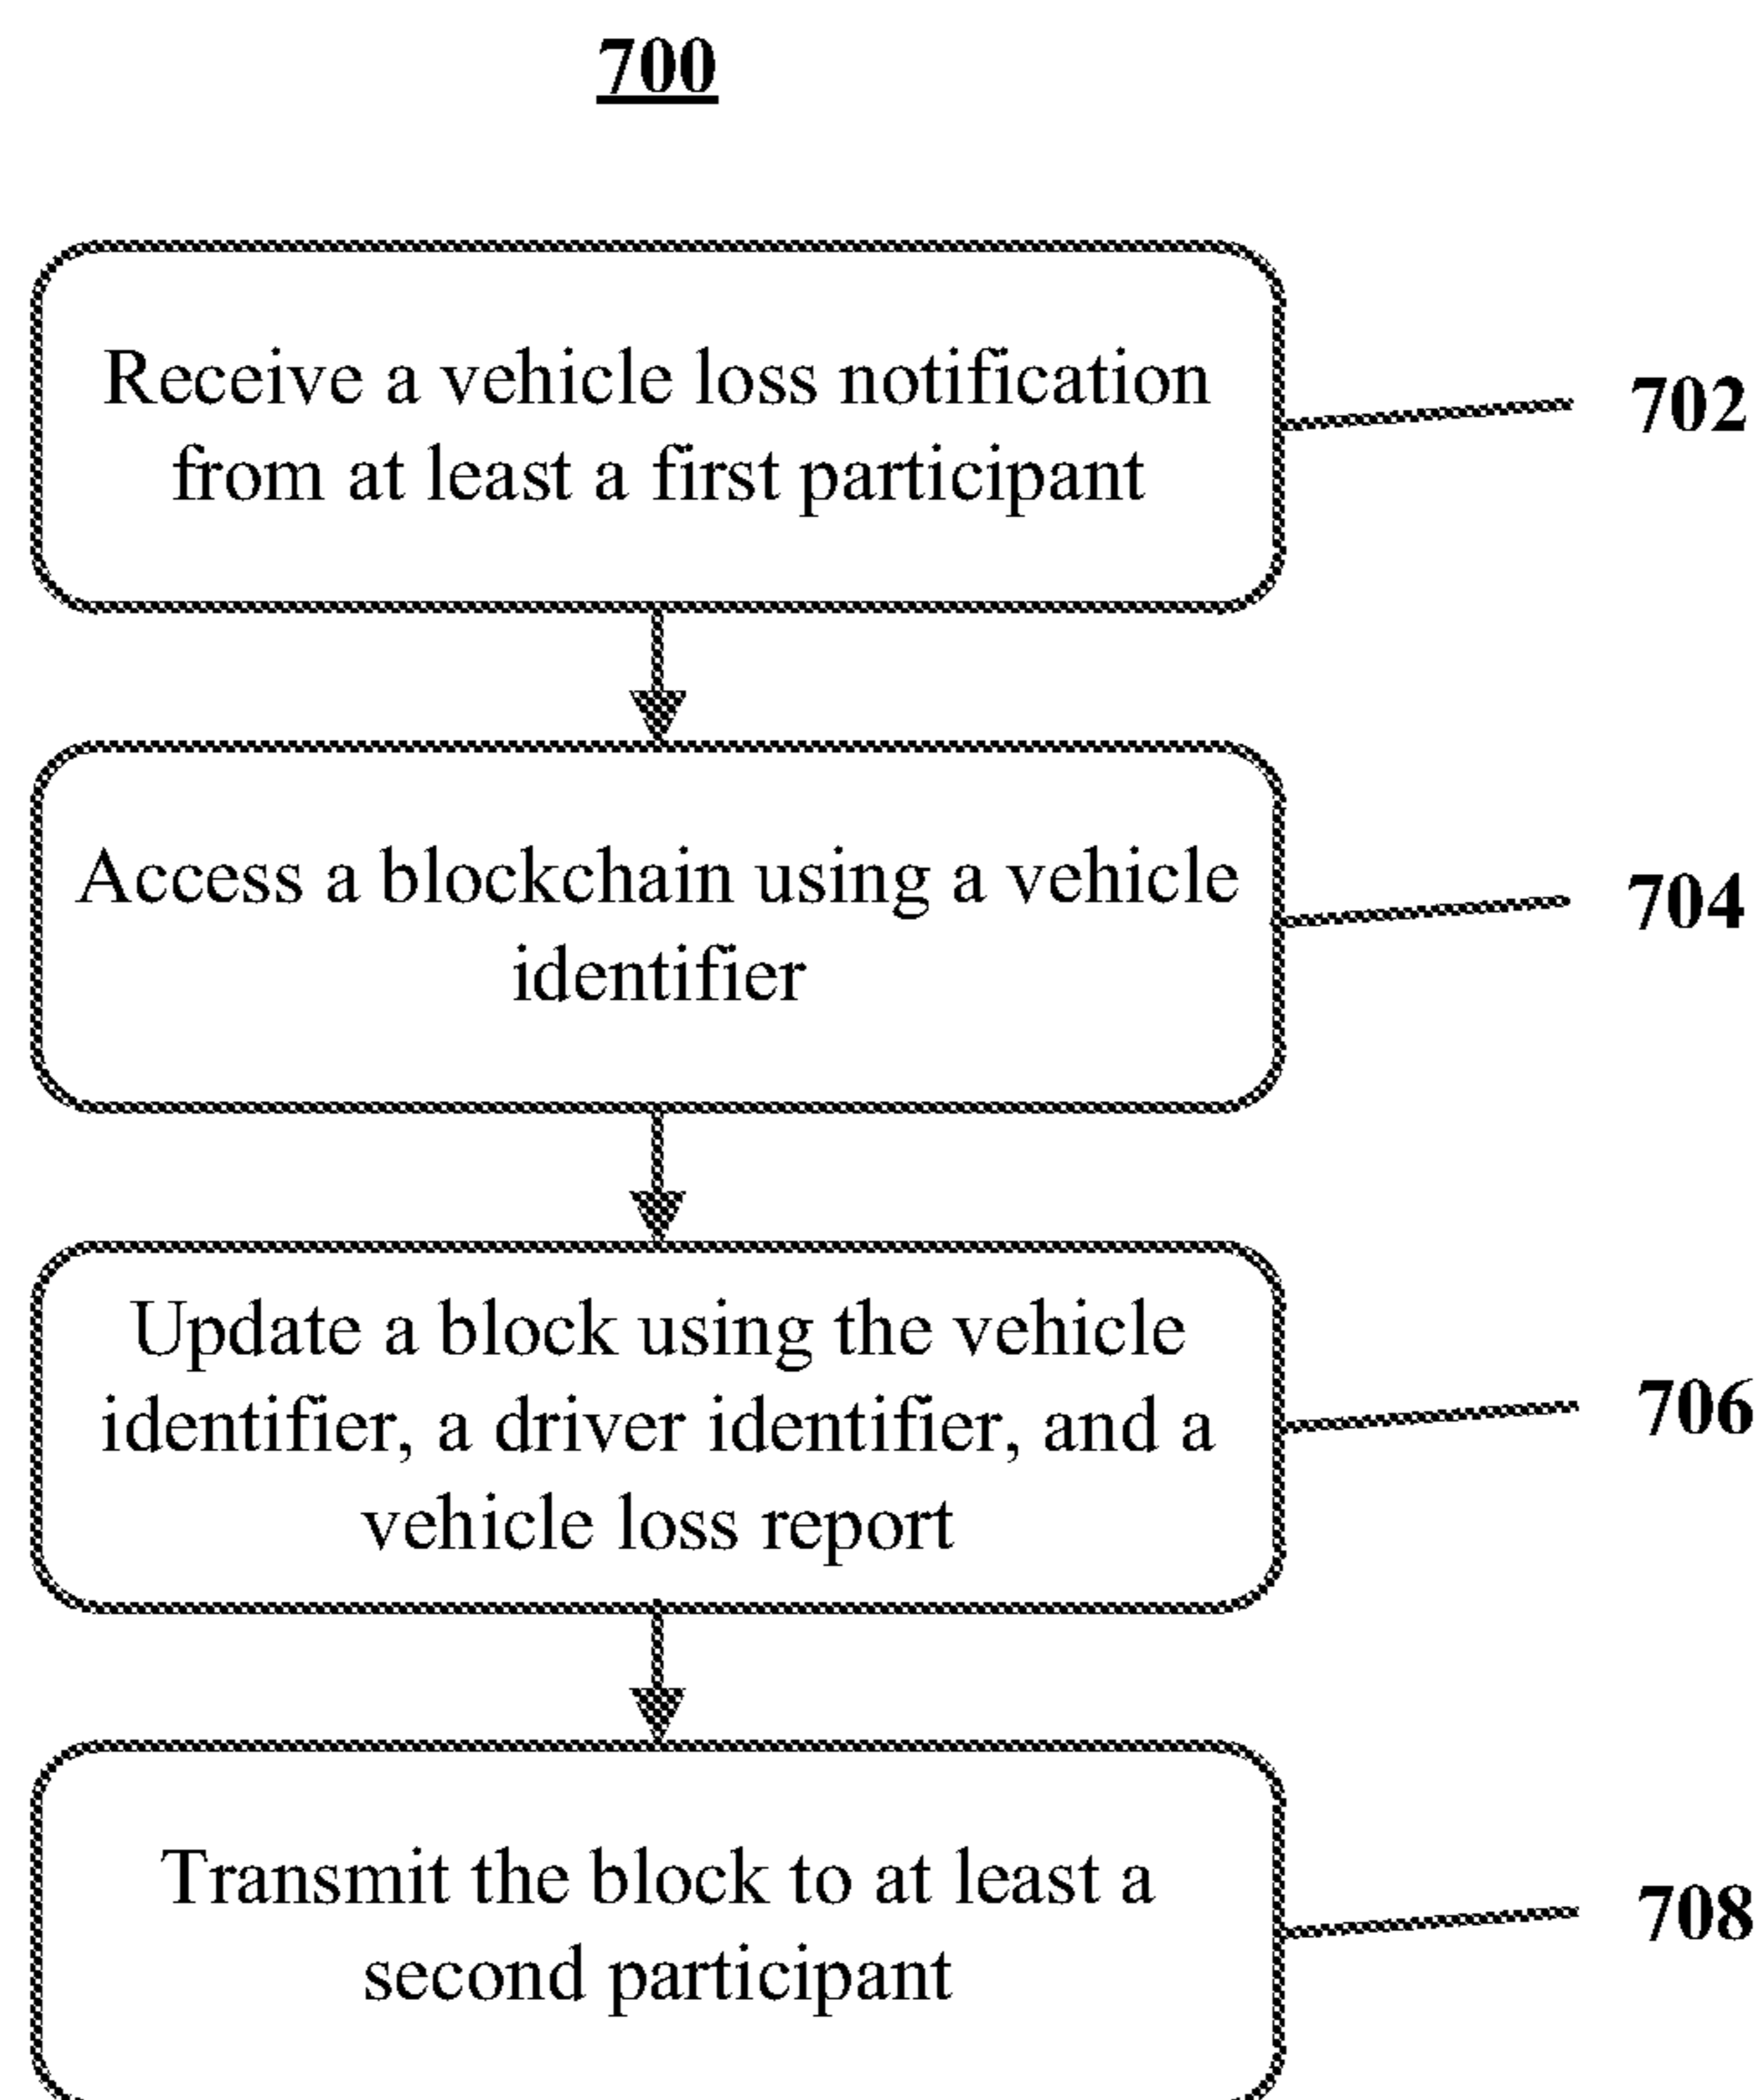 700
Receive a vehicle loss notification
from at least a first participant
702
Access a blockchain using a vehicle
identifier
704
Update a block using the vehicle
identifier, a driver identifier, and a
vehicle loss report
706
Transmit the block to at least a
second participant
708